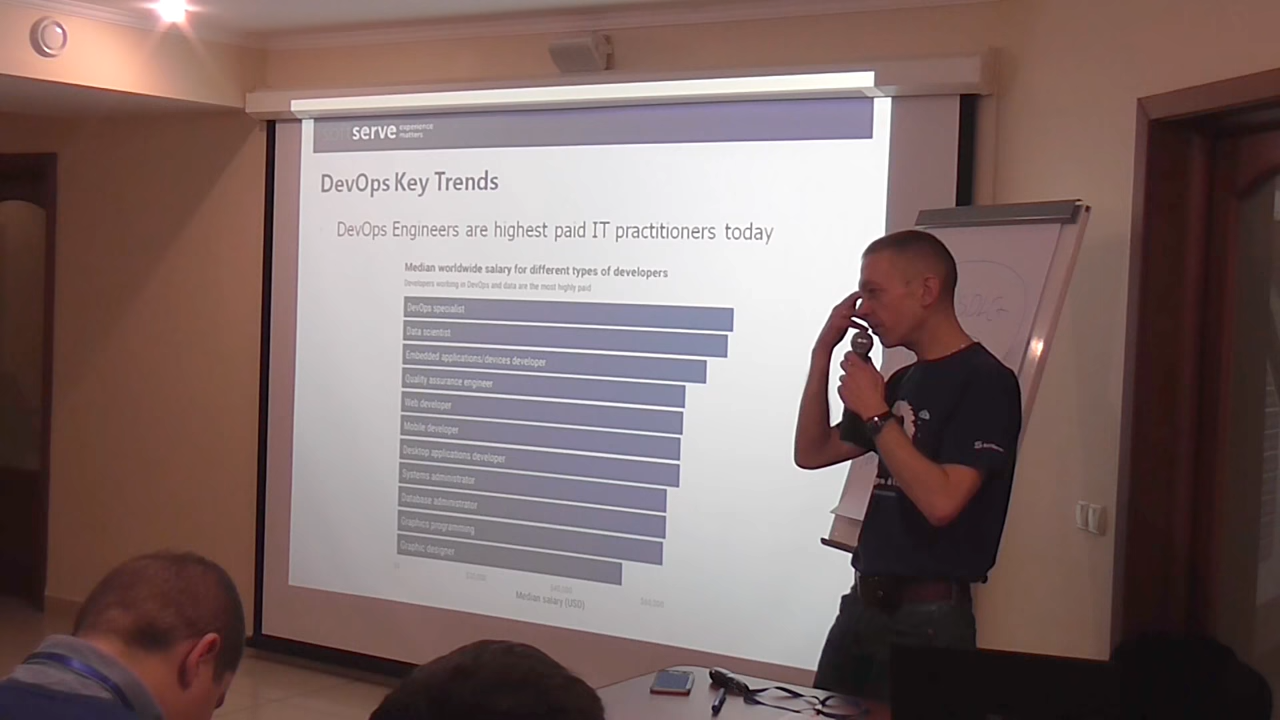 softserve experience matters
DevOps Key Trends
DevOps Engineers are highest paid IT practitioners today
Median worldwide salary for different types of developers
Developers working in DevOps and data are the most highly paid
DevOps specialist
Data scientist
Embedded applications/devices developer
Quality assurance engineer
Web developer
Mobile developer
Desktop applications developer
Systems administrator
Database administrator
Graphics programming
Graphic designer
Median salary (USD)